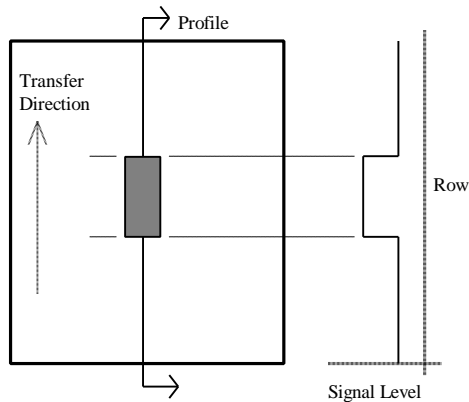 Profile
Transfer
Direction
Row
Signal Level